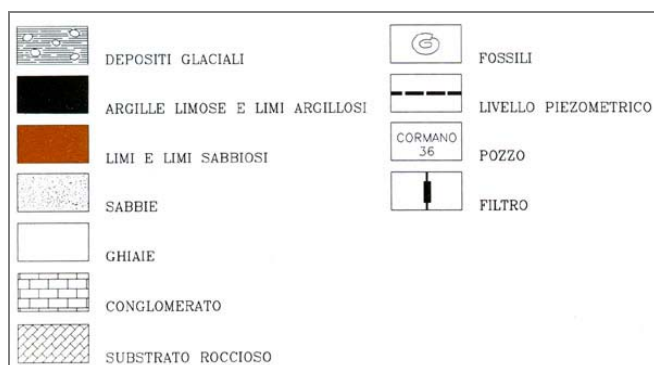 DEPOSITI GLACIALI
ARGILLE LIMOSE E LIMI ARGILLOSI
LIMI E LIMI SABBIOSI
SABBIE
GHIAIE
CONGLOMERATO
SUBSTRATO ROCCIOSO
FOSSILI
LIVELLO PIEZOMETRICO
CORMANO
36
POZZO
FILTRO